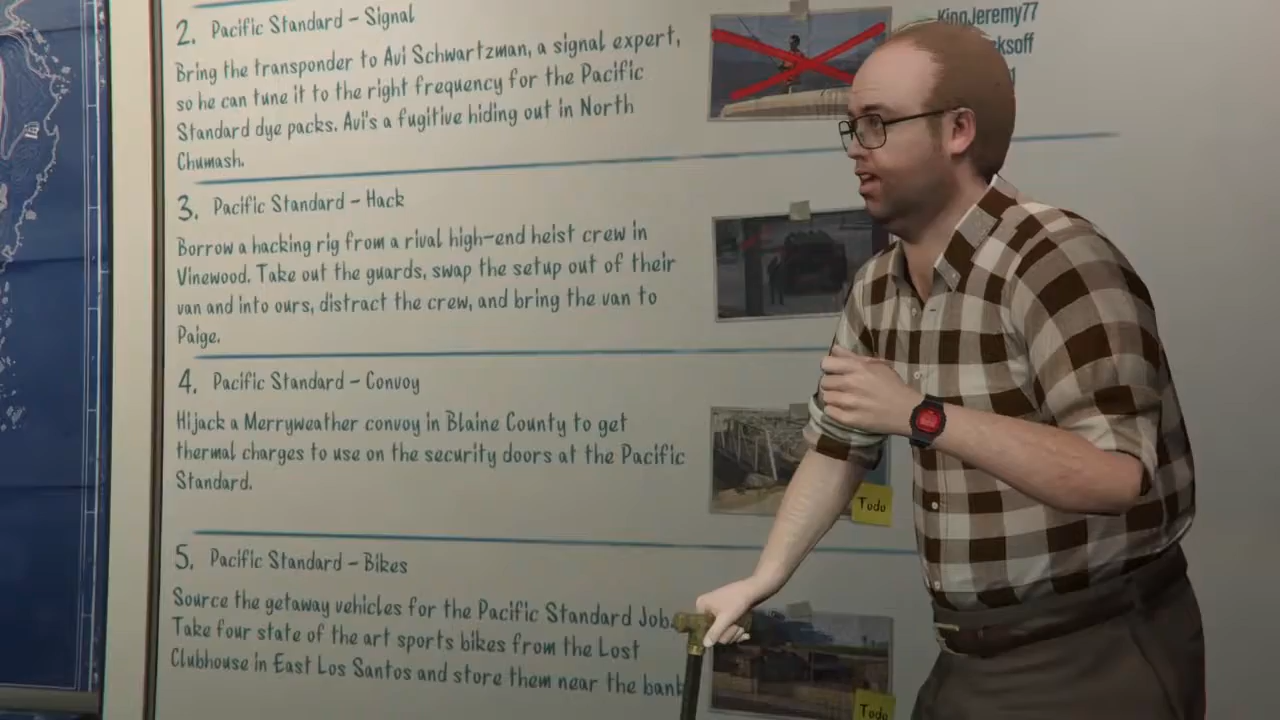 2. Pacific Standard - Signal
Bring the transponder to Avi Schwartzman, a signal expert,
so he can tune it to the right frequency for the Pacific
Standard dye packs. Avi's a fugitive hiding out in North
Chumash.
KingJeremy77
ksoff
3. Pacific Standard - Hack
Borrow a hacking rig from a rival high-end heist crew in
Vinewood. Take out the guards, swap the setup out of their
van and into ours, distract the crew, and bring the van to
Paige.
4. Pacific Standard - Convoy
Hijack a Merryweather convoy in Blaine County to get
thermal charges to use on the security doors at the Pacific
Standard.
Todo
5. Pacific Standard - Bikes
Source the getaway vehicles for the Pacific Standard Job.
Take four state of the art sports bikes from the Lost
Clubhouse in East Los Santos and store them near the bank
Todo